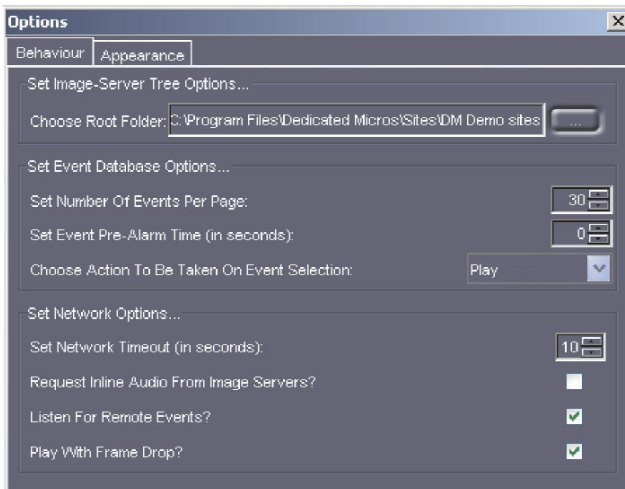 Options
Behaviour Appearance
Set Image-Server Tree Options...
Choose Root Folder: C:\Program Files\Dedicated Micros\Sites\DM Demo sites ...
Set Event Database Options...
Set Number Of Events Per Page: 30
Set Event Pre-Alarm Time (in seconds): 0
Choose Action To Be Taken On Event Selection: Play
Set Network Options...
Set Network Timeout (in seconds): 10
Request Inline Audio From Image Servers?
Listen For Remote Events?
Play With Frame Drop?